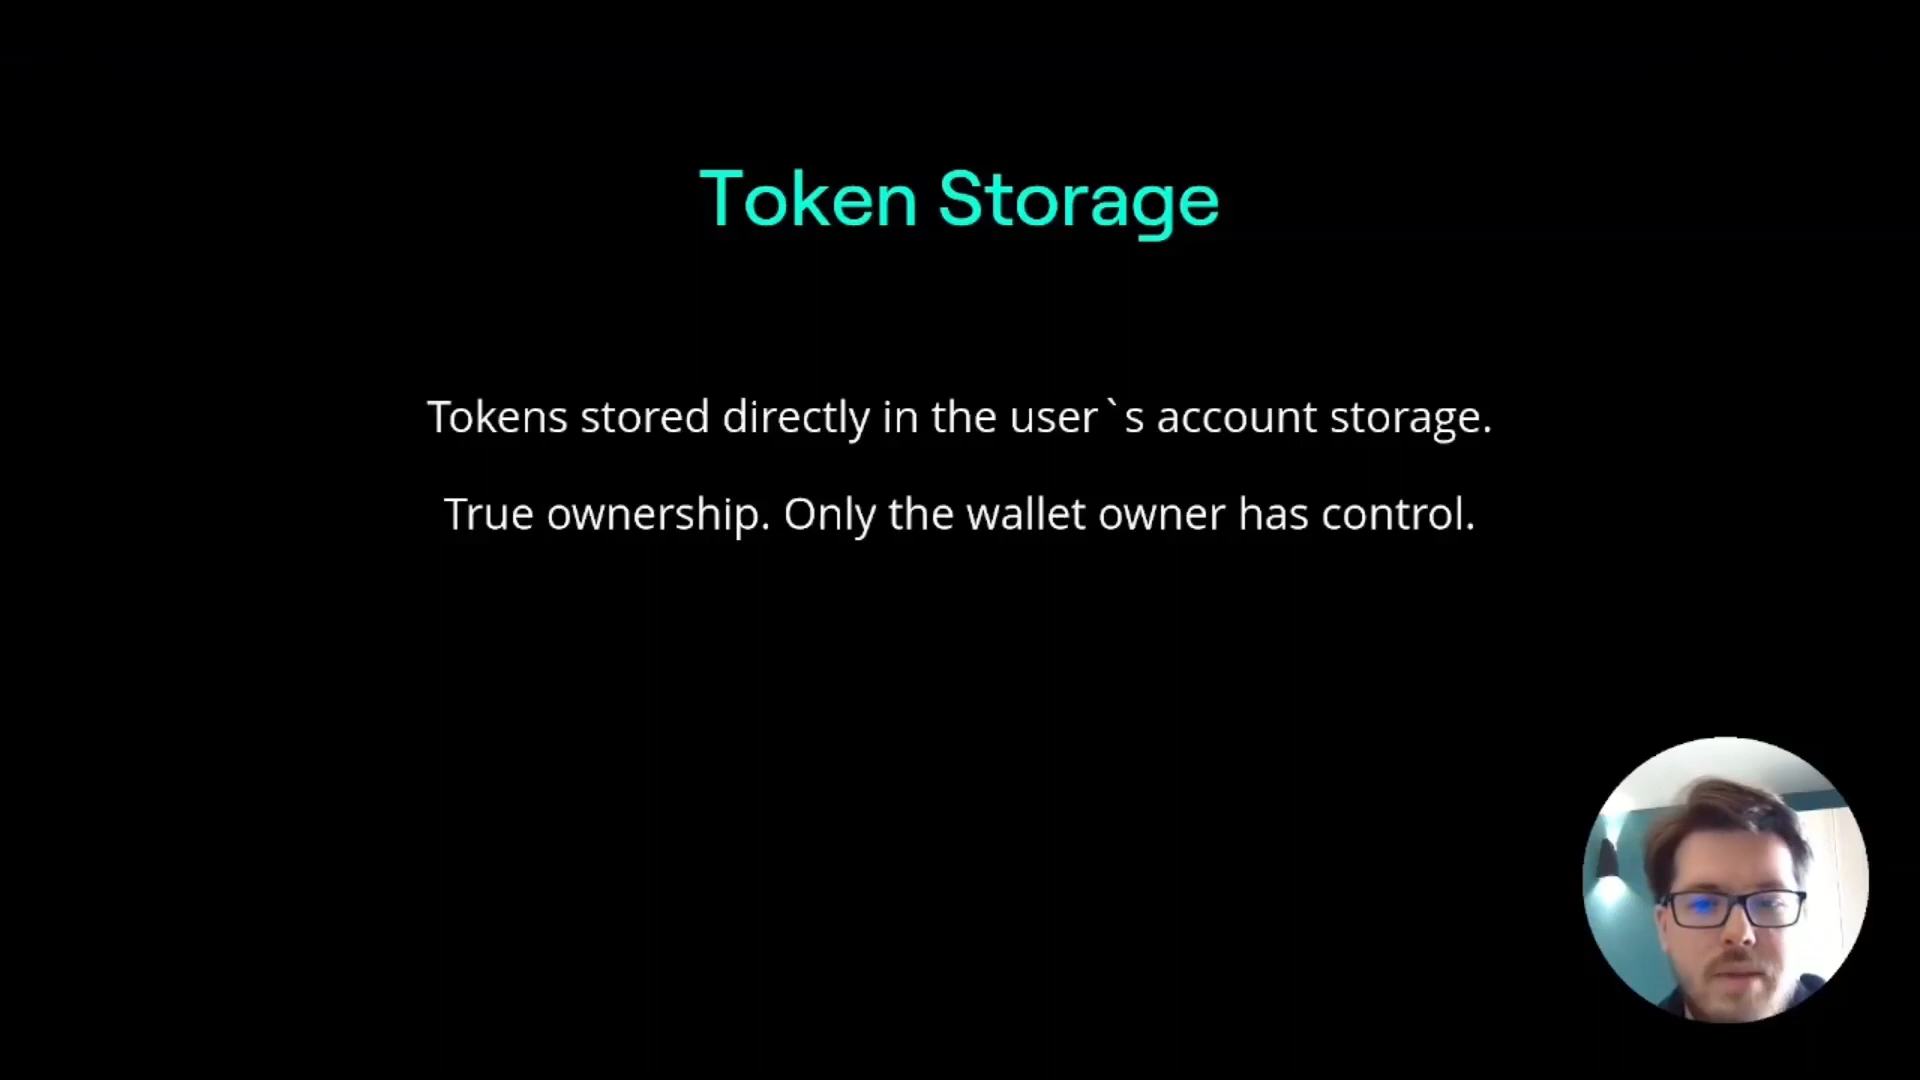 Token Storage
Tokens stored directly in the user`s account storage.
True ownership. Only the wallet owner has control.